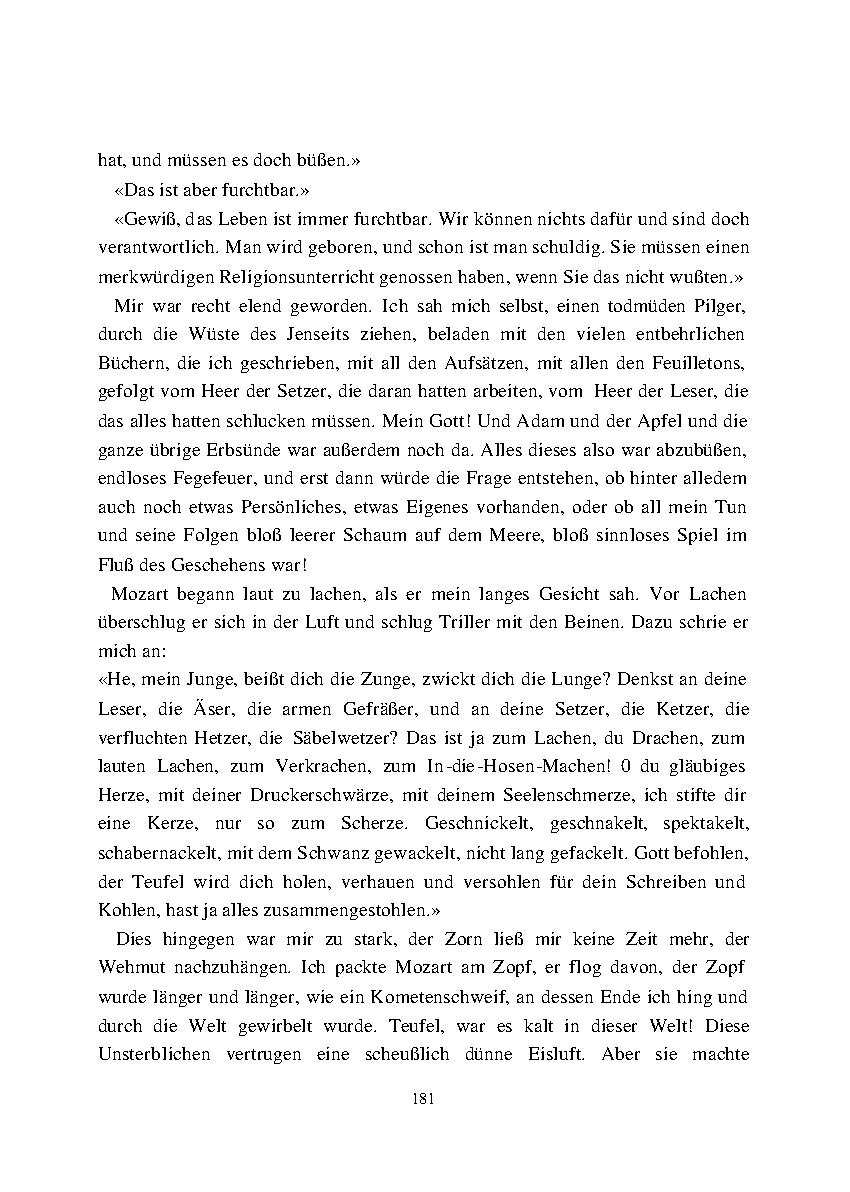 hat, und müssen es doch büßen.»
«Das ist aber furchtbar.»
«Gewiß, das Leben ist immer furchtbar. Wir können nichts dafür und sind doch
verantwortlich. Man wird geboren, und schon ist man schuldig. Sie müssen einen
merkwürdigen Religionsunterricht genossen haben, wenn Sie das nicht wußten.»
Mir war recht elend geworden. Ich sah mich selbst, einen todmüden Pilger,
durch die Wüste des Jenseits ziehen, beladen mit den vielen entbehrlichen
Büchern, die ich geschrieben, mit all den Aufsätzen, mit allen den Feuilletons,
gefolgt vom Heer der Setzer, die daran hatten arbeiten, vom Heer der Leser, die
das alles hatten schlucken müssen. Mein Gott! Und Adam und der Apfel und die
ganze übrige Erbsünde war außerdem noch da. Alles dieses also war abzubüßen,
endloses Fegefeuer, und erst dann würde die Frage entstehen, ob hinter alledem
auch noch etwas Persönliches, etwas Eigenes vorhanden, oder ob all mein Tun
und seine Folgen bloß leerer Schaum auf dem Meere, bloß sinnloses Spiel im
Fluß des Geschehens war!
Mozart begann laut zu lachen, als er mein langes Gesicht sah. Vor Lachen
überschlug er sich in der Luft und schlug Triller mit den Beinen. Dazu schrie er
mich an:
«He, mein Junge, beißt dich die Zunge, zwickt dich die Lunge? Denkst an deine
Leser, die Äser, die armen Gefräßer, und an deine Setzer, die Ketzer, die
verfluchten Hetzer, die Säbelwetzer? Das ist ja zum Lachen, du Drachen, zum
lauten Lachen, zum Verkrachen, zum In-die-Hosen-Machen! 0 du gläubiges
Herze, mit deiner Druckerschwärze, mit deinem Seelenschmerze, ich stifte dir
eine Kerze, nur so zum Scherze. Geschnickelt, geschnakelt, spektakelt,
schabernackelt, mit dem Schwanz gewackelt, nicht lang gefackelt. Gott befohlen,
der Teufel wird dich holen, verhauen und versohlen für dein Schreiben und
Kohlen, hast ja alles zusammengestohlen.»
Dies hingegen war mir zu stark, der Zorn ließ mir keine Zeit mehr, der
Wehmut nachzuhängen. Ich packte Mozart am Zopf, er flog davon, der Zopf
wurde länger und länger, wie ein Kometenschweif, an dessen Ende ich hing und
durch die Welt gewirbelt wurde. Teufel, war es kalt in dieser Welt! Diese
Unsterblichen vertrugen eine scheußlich dünne Eisluft. Aber sie machte
181